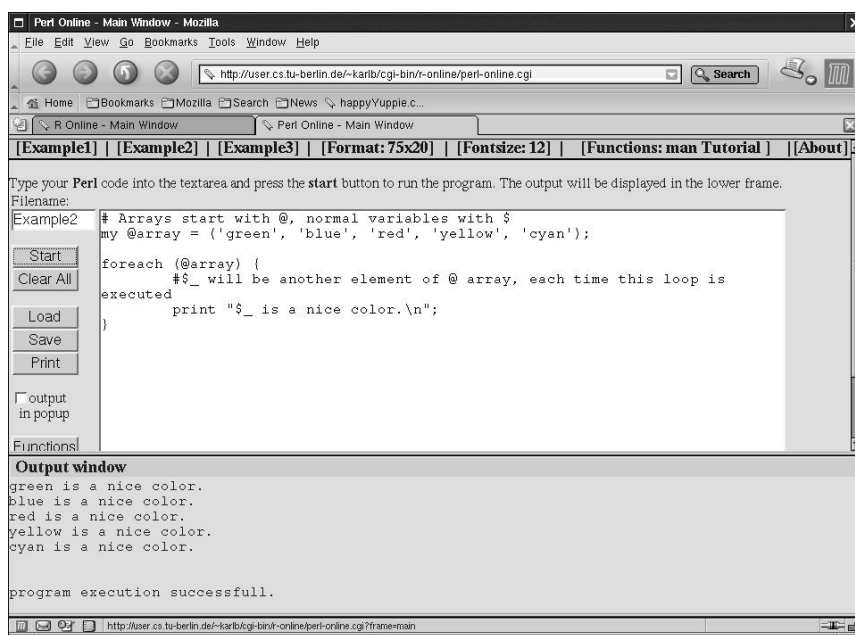 Perl Online - Main Window - Mozilla
File Edit View Go Bookmarks Tools Window Help
http://user.cs.tu-berlin.de/~karlb/cgi-bin/r-online/perl-online.cgi Search
Home Bookmarks Mozilla Search News happyYuppie.c...
R Online - Main Window Perl Online - Main Window
[Example1] | [Example2] | [Example3] | [Format: 75x20] | [Fontsize: 12] | [Functions: man Tutorial ] |[About]
Type your Perl code into the textarea and press the start button to run the program. The output will be displayed in the lower frame.
Filename:
Example2
Start
Clear All
Load
Save
Print
output
in popup
Functions
# Arrays start with @, normal variables with $
my @array = ('green', 'blue', 'red', 'yellow', 'cyan');
foreach (@array) {
#$_ will be another element of @ array, each time this loop is
executed
print "$_ is a nice color.\n";
}
Output window
green is a nice color.
blue is a nice color.
red is a nice color.
yellow is a nice color.
cyan is a nice color.
program execution successfull.
http://user.cs.tu-berlin.de/~karlb/cgi-bin/r-online/perl-online.cgi?frame=main